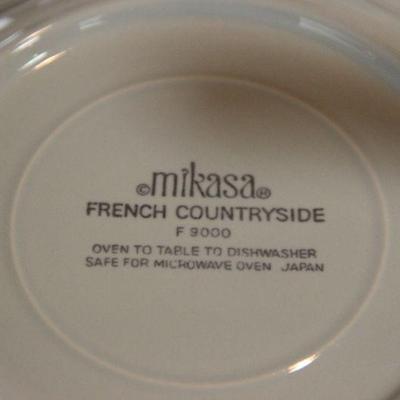 ©mikasa®
FRENCH COUNTRYSIDE
F 9000
OVEN TO TABLE TO DISHWASHER
SAFE FOR MICROWAVE OVEN JAPAN